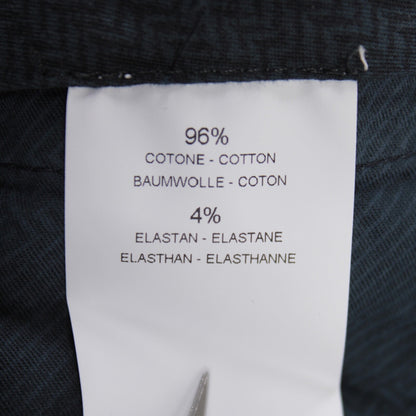 96%
COTONE - COTTON
BAUMWOLLE - COTON
4%
ELASTAN - ELASTANE
ELASTHAN - ELASTHANNE